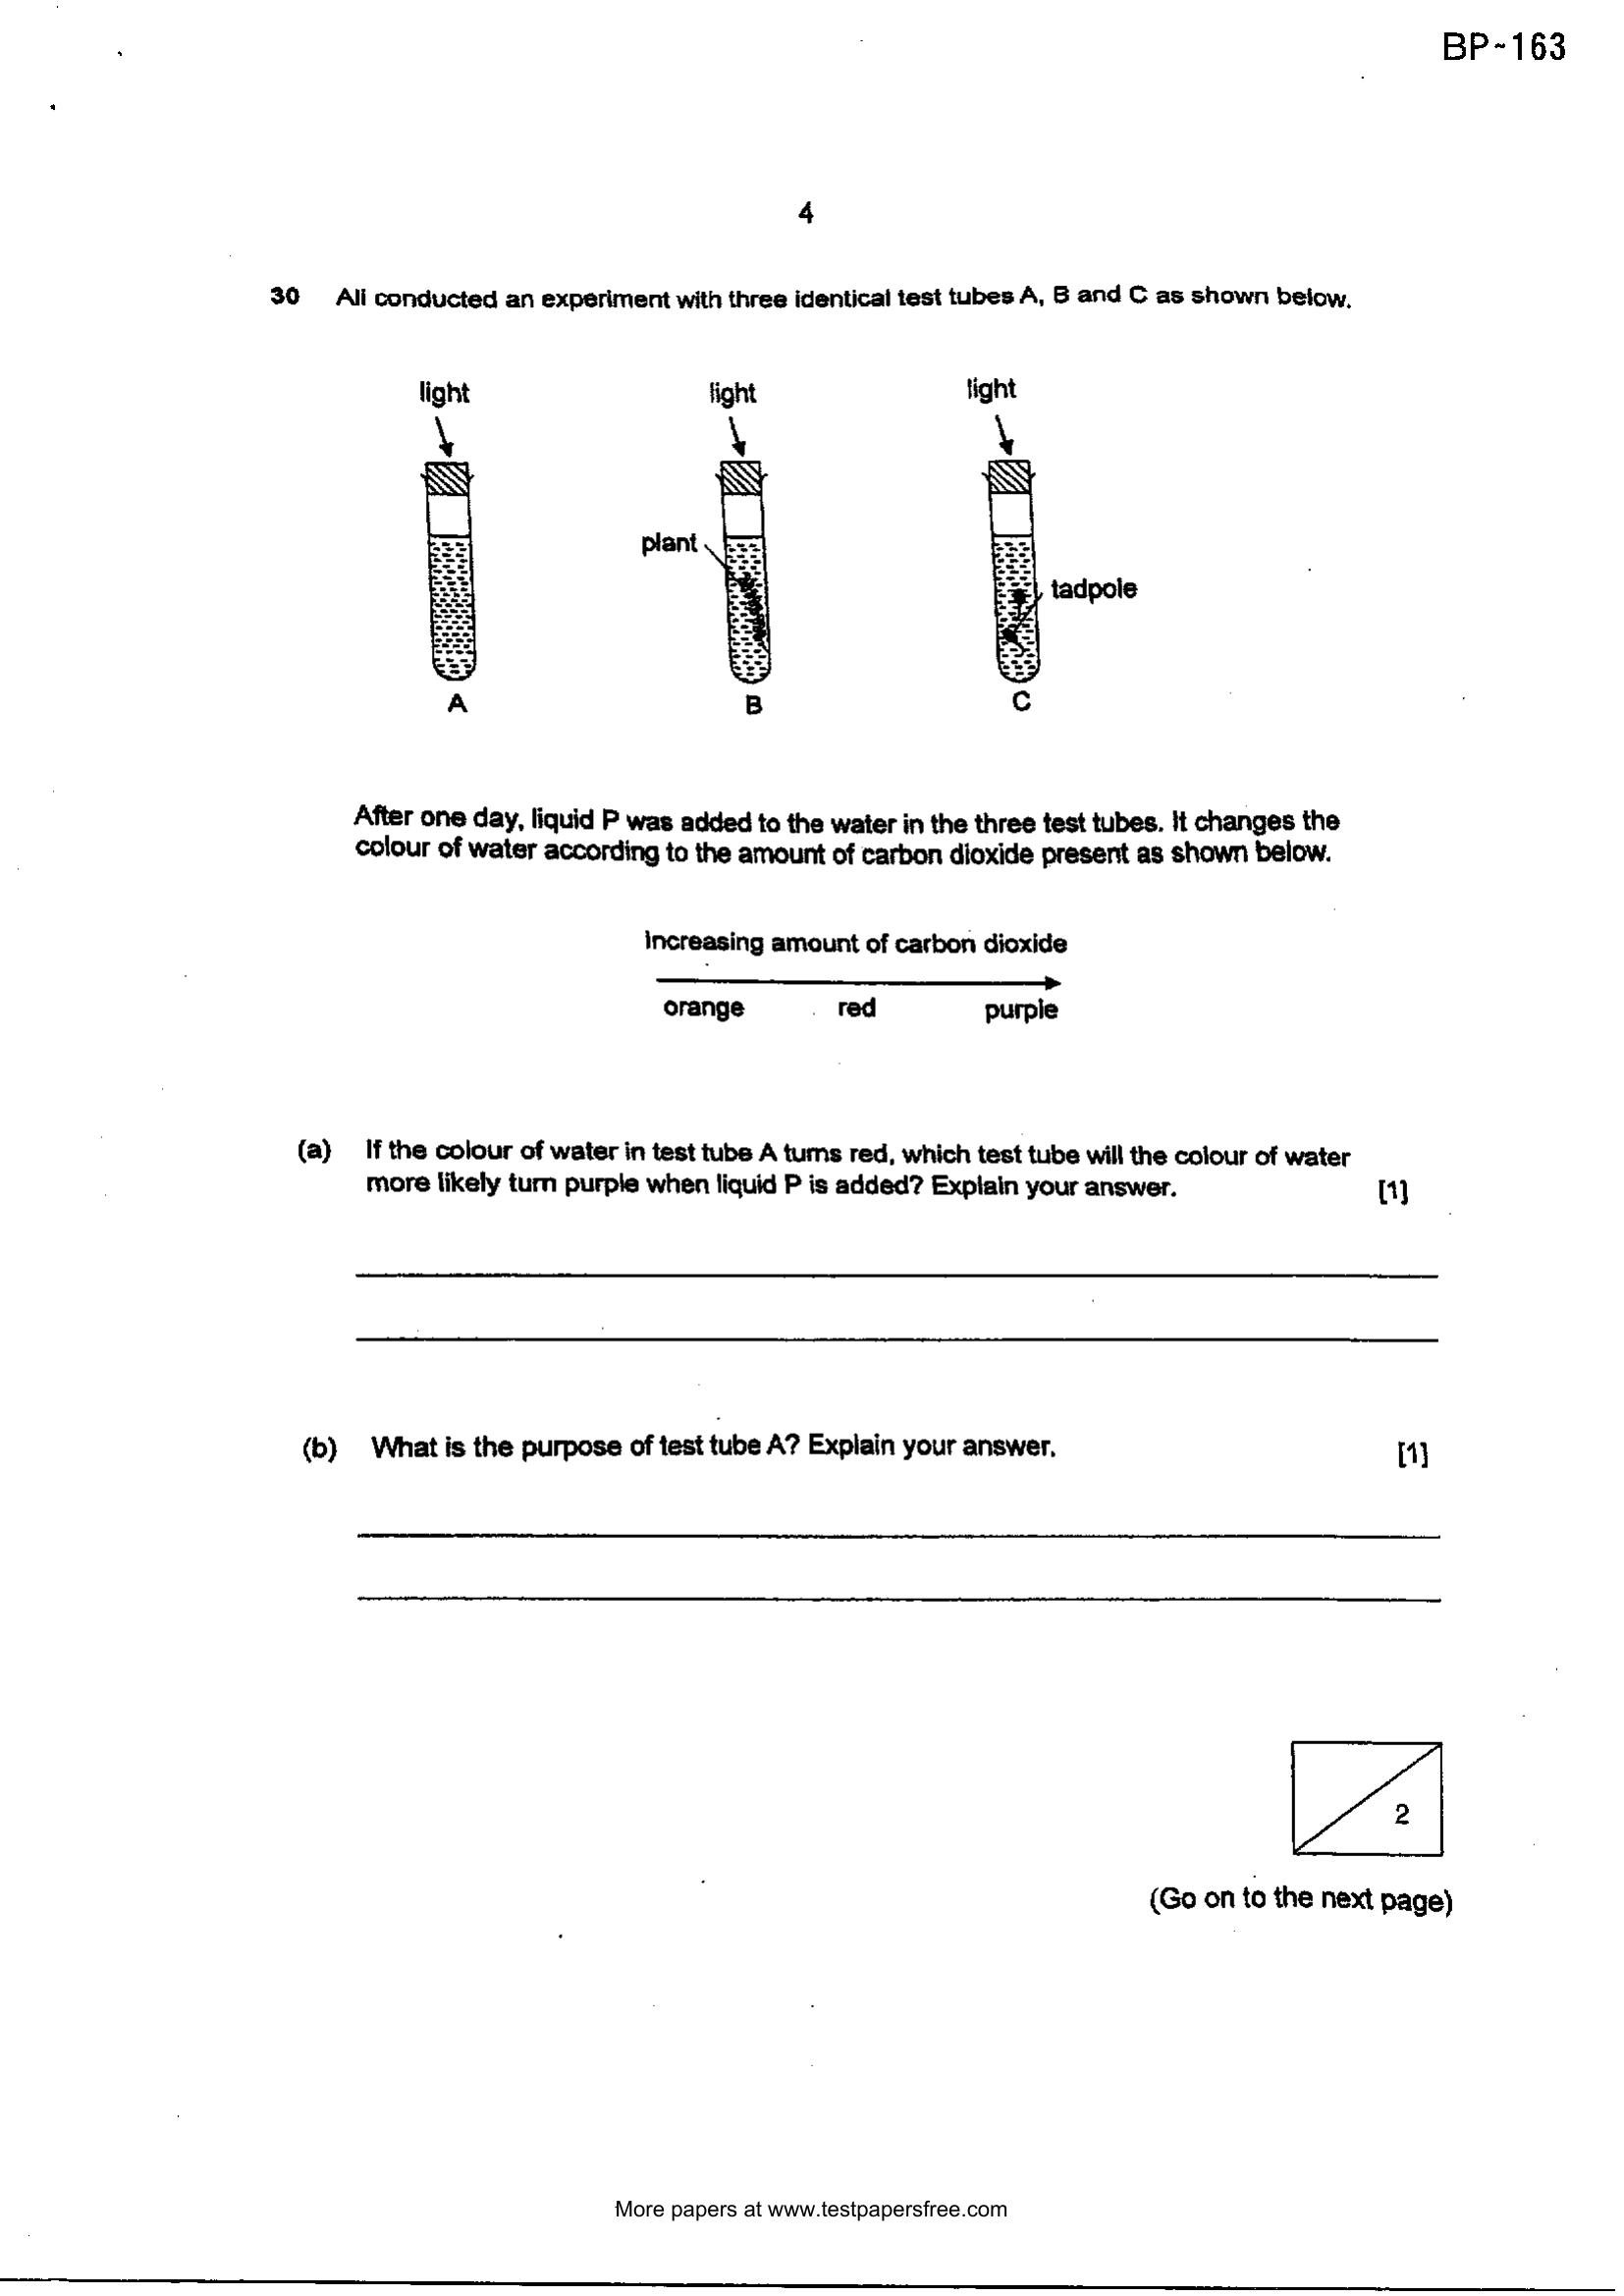 BP-163
4
30 Ali conducted an experiment with three identical test tubes A, B and C as shown below.
light light light
plant
tadpole
A B C
After one day, liquid P was added to the water in the three test tubes. It changes the
colour of water according to the amount of carbon dioxide present as shown below.
Increasing amount of carbon dioxide
orange red purple
(a) If the colour of water in test tube A turns red, which test tube will the colour of water
more likely turn purple when liquid P is added? Explain your answer. [1]
(b) What is the purpose of test tube A? Explain your answer. [1]
2
(Go on to the next page)
More papers at www.testpapersfree.com